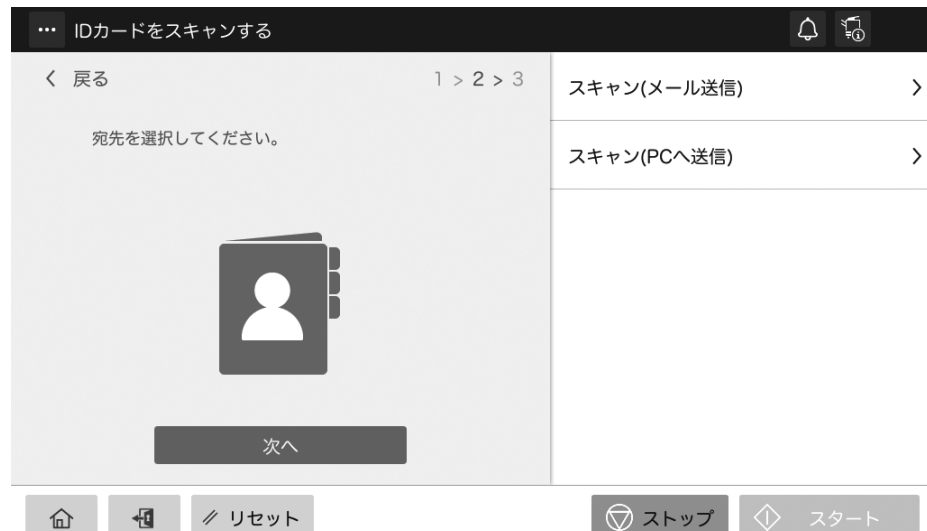 IDカードをスキャンする
戻る
1 > 2 > 3
宛先を選択してください。
次へ
スキャン(メール送信)
スキャン(PCへ送信)
リセット
ストップ
スタート